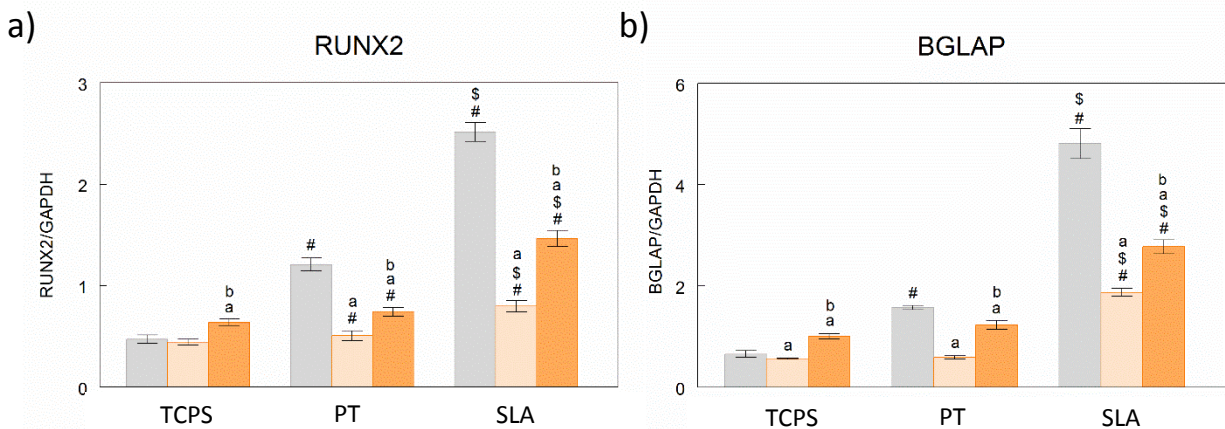 a)
RUNX2
RUNX2/GAPDH
3
2
1
0
b
a
#
a
#
b
a
#
$
#
a
$
#
b
a
$
#
TCPS
PT
SLA
b)
BGLAP
BGLAP/GAPDH
6
4
2
0
a
b
a
#
a
b
a
$
#
a
$
#
b
a
$
#
TCPS
PT
SLA